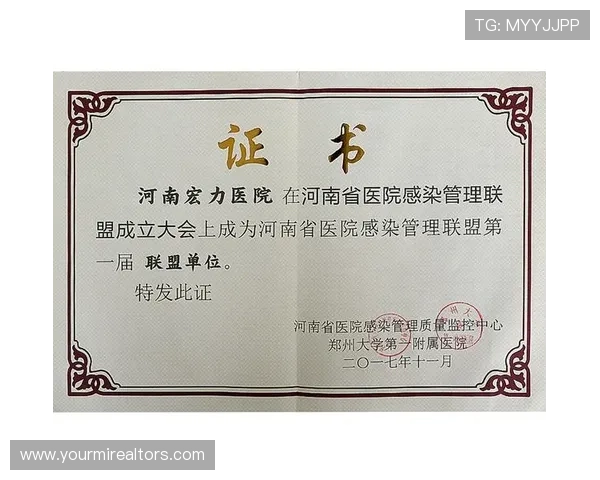 TG: MYYJJPP
证 书
河南宏力医院 在河南省医院感染管理联
盟成立大会上成为河南省医院感染管理联盟第
一届 联盟单位。
特发此证
河南省医院感染管理质量监控中心
郑州大学第一附属医院
二〇一七年十一月
www.yourmirealtors.com